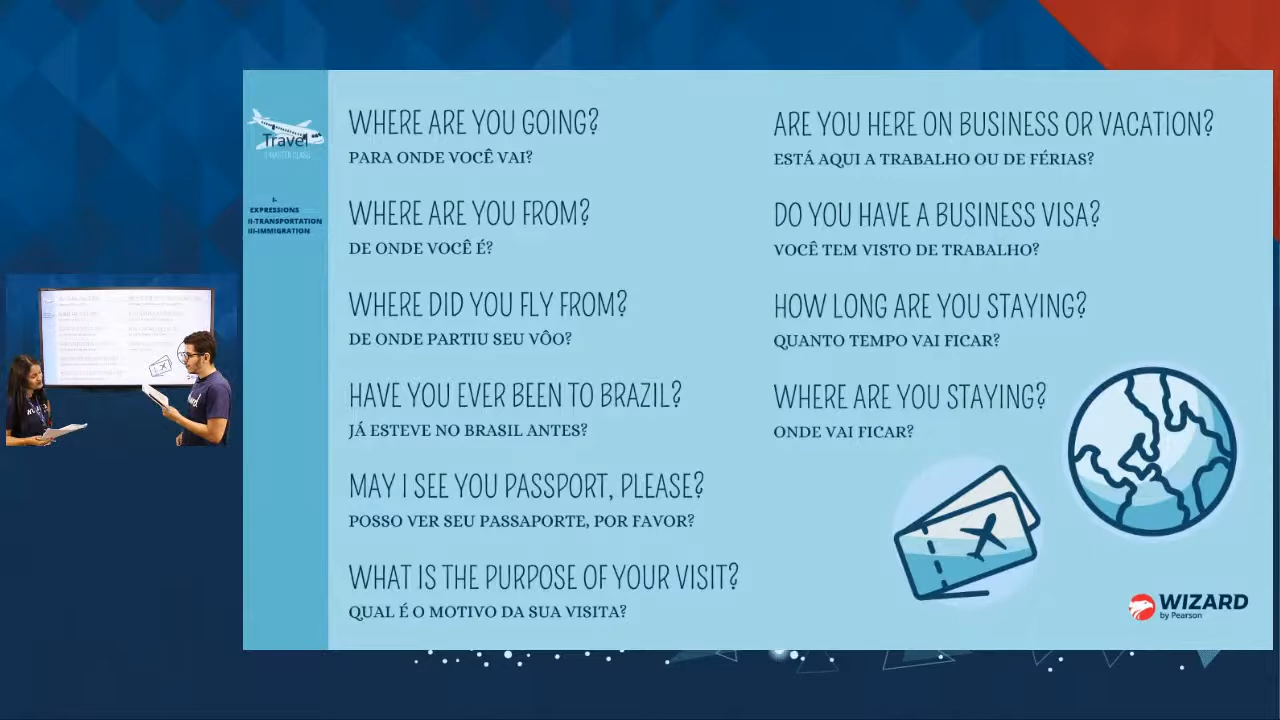 Travel
A MASTER CLASS
I-
EXPRESSIONS
II-TRANSPORTATION
III-IMMIGRATION
WHERE ARE YOU GOING?
PARA ONDE VOCÊ VAI?
WHERE ARE YOU FROM?
DE ONDE VOCÊ É?
WHERE DID YOU FLY FROM?
DE ONDE PARTIU SEU VÔO?
HAVE YOU EVER BEEN TO BRAZIL?
JÁ ESTEVE NO BRASIL ANTES?
MAY I SEE YOU PASSPORT, PLEASE?
POSSO VER SEU PASSAPORTE, POR FAVOR?
WHAT IS THE PURPOSE OF YOUR VISIT?
QUAL É O MOTIVO DA SUA VISITA?
ARE YOU HERE ON BUSINESS OR VACATION?
ESTÁ AQUI A TRABALHO OU DE FÉRIAS?
DO YOU HAVE A BUSINESS VISA?
VOCÊ TEM VISTO DE TRABALHO?
HOW LONG ARE YOU STAYING?
QUANTO TEMPO VAI FICAR?
WHERE ARE YOU STAYING?
ONDE VAI FICAR?
WIZARD
by Pearson